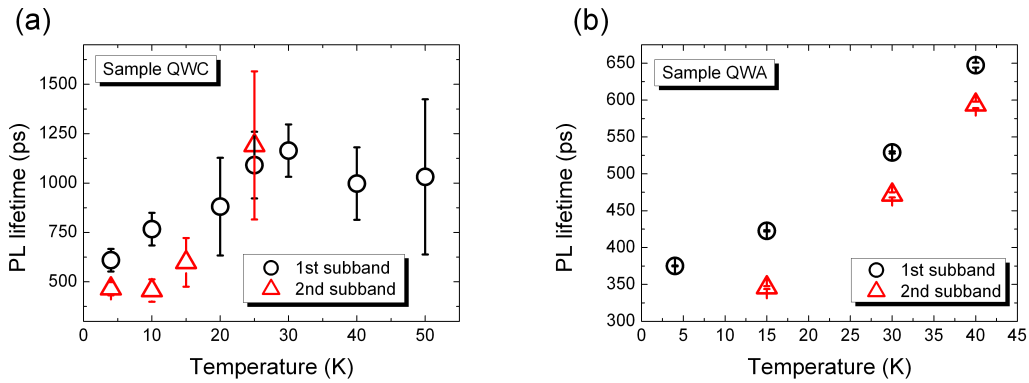 (a)
Sample QWC
PL lifetime (ps)
1500
1250
1000
750
500
1st subband
2nd subband
0 10 20 30 40 50
Temperature (K)
(b)
Sample QWA
PL lifetime (ps)
650
600
550
500
450
400
350
300
1st subband
2nd subband
0 5 10 15 20 25 30 35 40 45
Temperature (K)